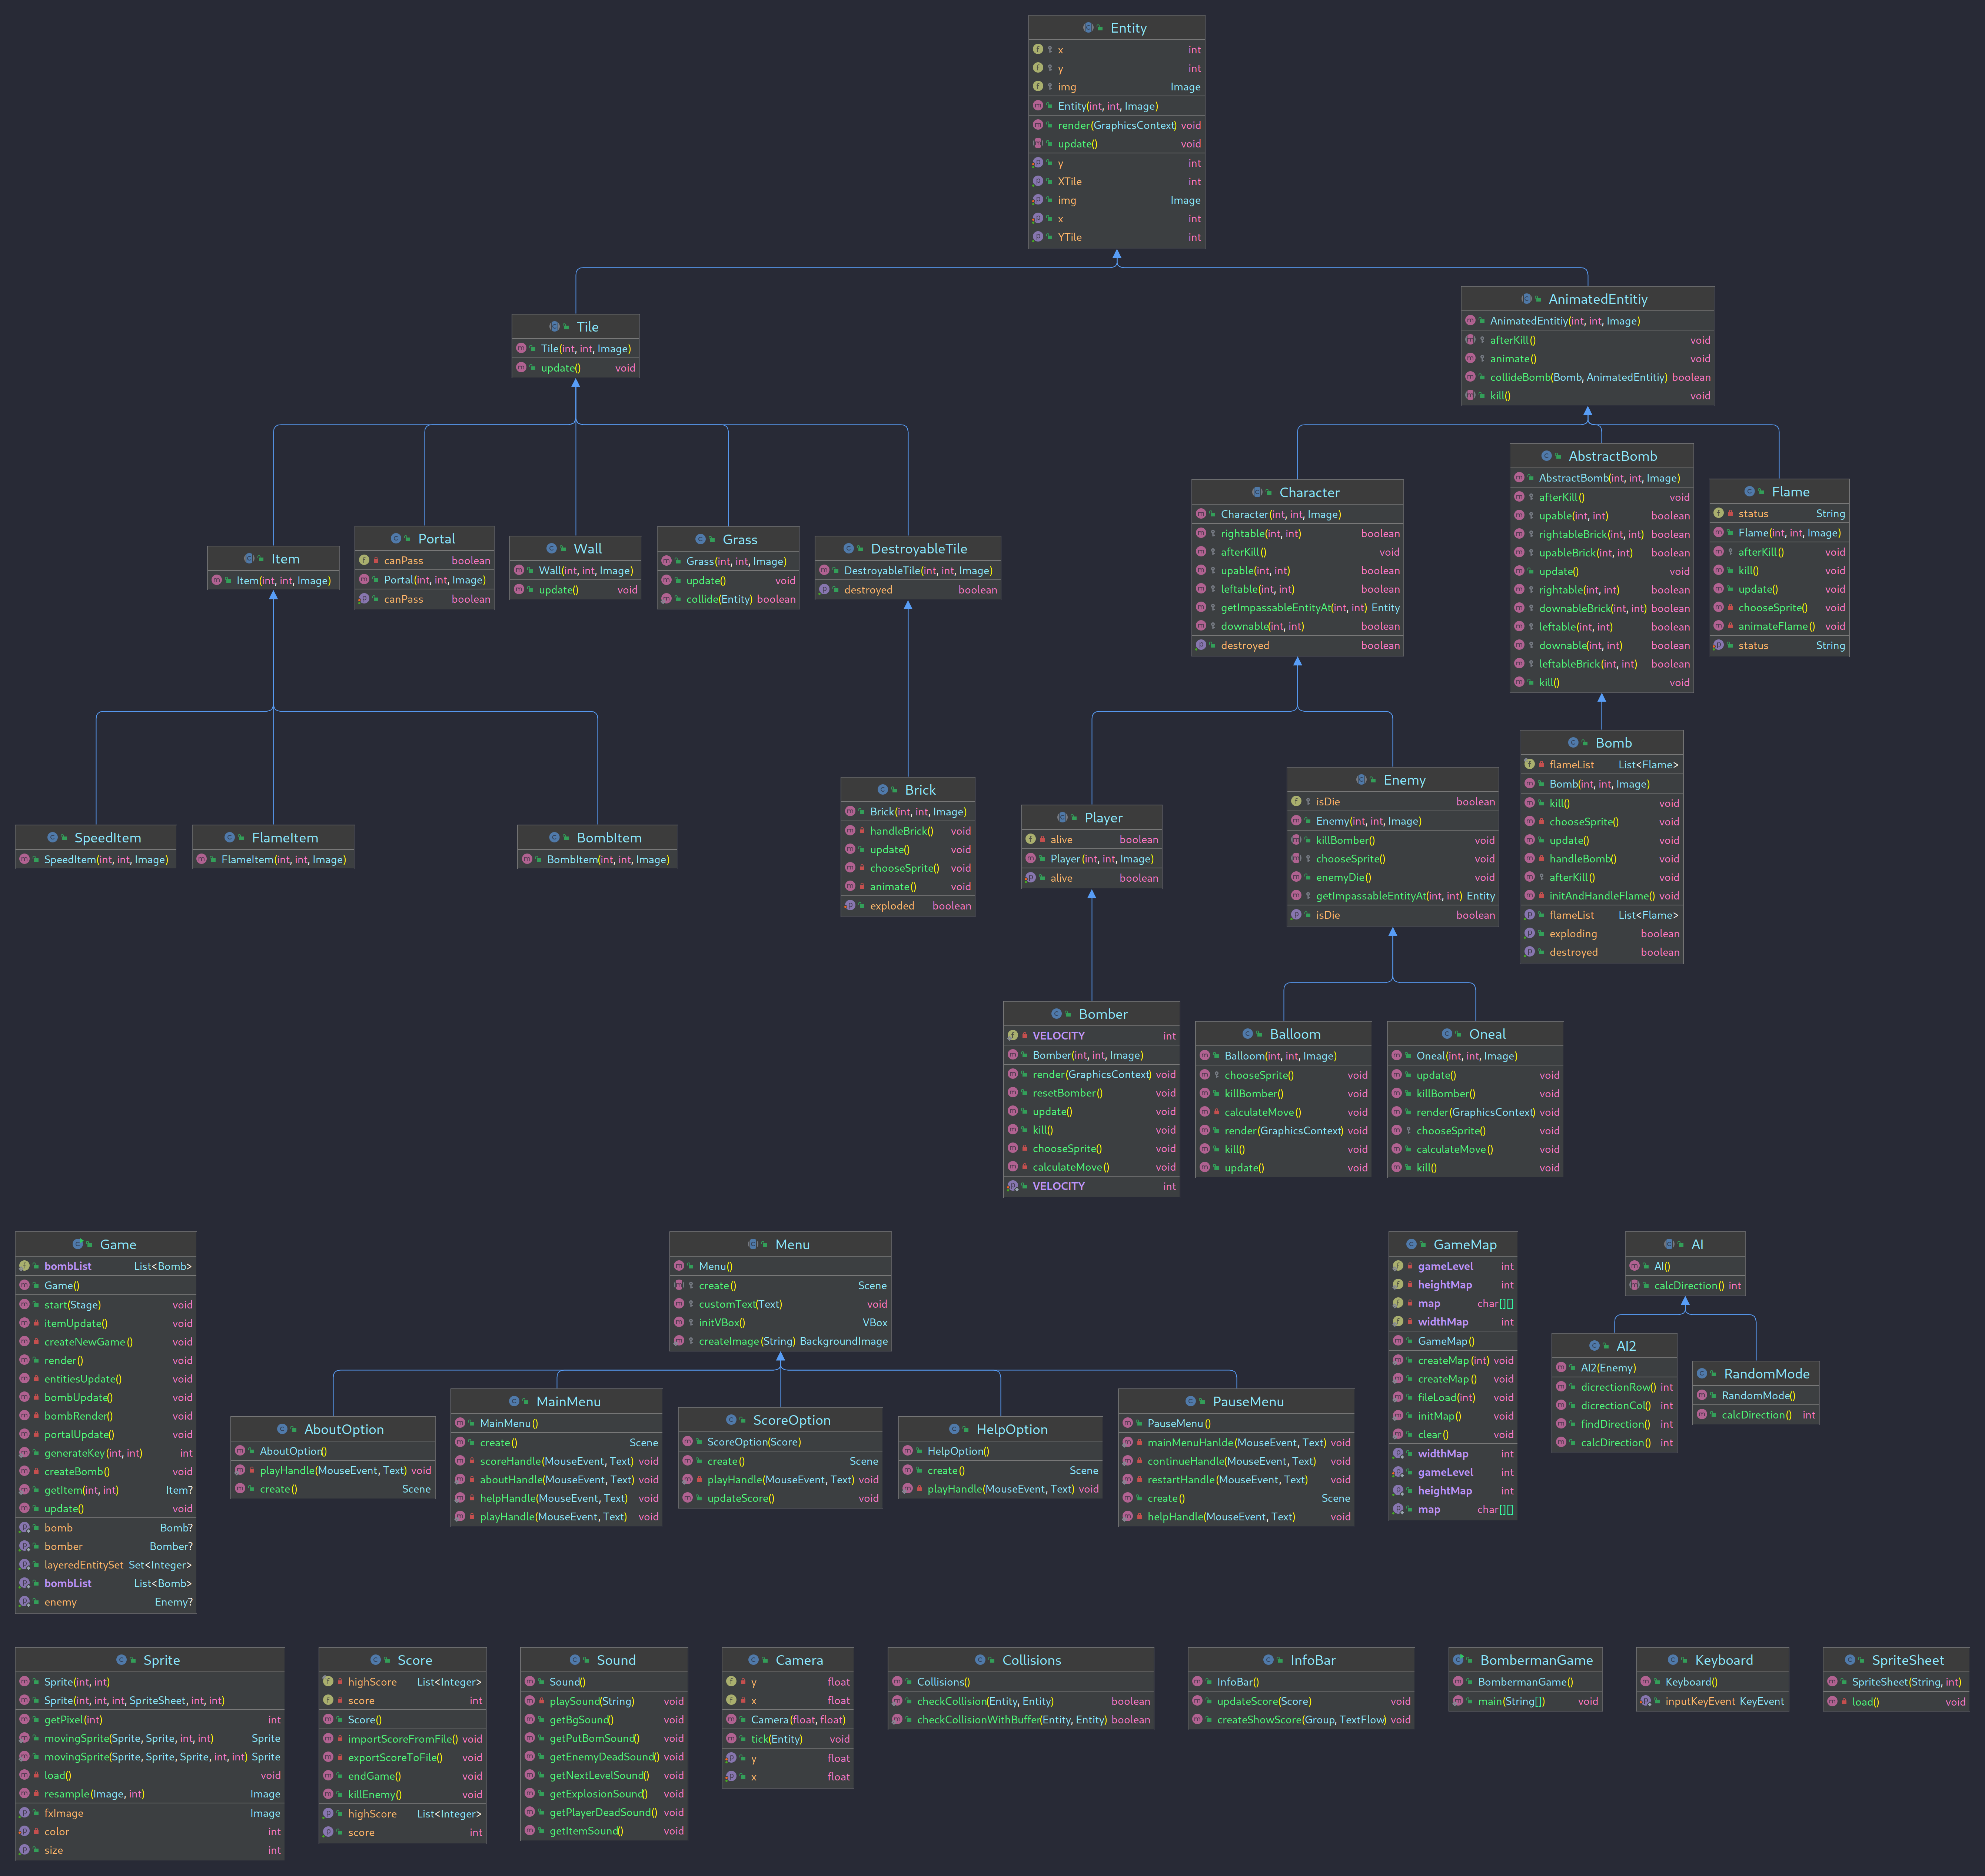 Entity
x int
y int
img Image
Entity(int, int, Image)
render(GraphicsContext) void
update() void
y int
XTile int
img Image
x int
YTile int
Tile
Tile(int, int, Image)
update() void
AnimatedEntitiy
AnimatedEntitiy(int, int, Image)
afterKill() void
animate() void
collideBomb(Bomb, AnimatedEntitiy) boolean
kill() void
Item
Item(int, int, Image)
Portal
canPass boolean
Portal(int, int, Image)
canPass boolean
Wall
Wall(int, int, Image)
update() void
Grass
Grass(int, int, Image)
update() void
collide(Entity) boolean
DestroyableTile
DestroyableTile(int, int, Image)
destroyed boolean
Character
Character(int, int, Image)
rightable(int, int) boolean
afterKill() void
upable(int, int) boolean
leftable(int, int) boolean
getImpassableEntityAt(int, int) Entity
downable(int, int) boolean
destroyed boolean
AbstractBomb
AbstractBomb(int, int, Image)
afterKill() void
upable(int, int) boolean
rightableBrick(int, int) boolean
upableBrick(int, int) boolean
update() void
rightable(int, int) boolean
downableBrick(int, int) boolean
leftable(int, int) boolean
downable(int, int) boolean
leftableBrick(int, int) boolean
kill() void
Flame
status String
Flame(int, int, Image)
afterKill() void
kill() void
update() void
chooseSprite() void
animateFlame() void
status String
SpeedItem
SpeedItem(int, int, Image)
FlameItem
FlameItem(int, int, Image)
BombItem
BombItem(int, int, Image)
Brick
Brick(int, int, Image)
handleBrick() void
update() void
chooseSprite() void
animate() void
exploded boolean
Player
alive boolean
Player(int, int, Image)
alive boolean
Enemy
isDie boolean
Enemy(int, int, Image)
killBomber() void
chooseSprite() void
enemyDie() void
getImpassableEntityAt(int, int) Entity
isDie boolean
Bomb
flameList List<Flame>
Bomb(int, int, Image)
kill() void
chooseSprite() void
update() void
handleBomb() void
afterKill() void
initAndHandleFlame() void
flameList List<Flame>
exploding boolean
destroyed boolean
Bomber
VELOCITY int
Bomber(int, int, Image)
render(GraphicsContext) void
resetBomber() void
update() void
kill() void
chooseSprite() void
calculateMove() void
VELOCITY int
Balloom
Balloom(int, int, Image)
chooseSprite() void
killBomber() void
calculateMove() void
render(GraphicsContext) void
kill() void
update() void
Oneal
Oneal(int, int, Image)
update() void
killBomber() void
render(GraphicsContext) void
chooseSprite() void
calculateMove() void
kill() void
Game
bombList List<Bomb>
Game()
start(Stage) void
itemUpdate() void
createNewGame() void
render() void
entitiesUpdate() void
bombUpdate() void
bombRender() void
portalUpdate() void
generateKey(int, int) int
createBomb() void
getItem(int, int) Item?
update() void
bomb Bomb?
bomber Bomber?
layeredEntitySet Set<Integer>
bombList List<Bomb>
enemy Enemy?
Menu
Menu()
create() Scene
customText(Text) void
initVBox() VBox
createImage(String) BackgroundImage
AboutOption
AboutOption()
playHandle(MouseEvent, Text) void
create() Scene
MainMenu
MainMenu()
create() Scene
scoreHandle(MouseEvent, Text) void
aboutHandle(MouseEvent, Text) void
helpHandle(MouseEvent, Text) void
playHandle(MouseEvent, Text) void
ScoreOption
ScoreOption(Score)
create() Scene
playHandle(MouseEvent, Text) void
updateScore() void
HelpOption
HelpOption()
create() Scene
playHandle(MouseEvent, Text) void
PauseMenu
PauseMenu()
mainMenuHanlde(MouseEvent, Text) void
continueHandle(MouseEvent, Text) void
restartHandle(MouseEvent, Text) void
create() Scene
helpHandle(MouseEvent, Text) void
GameMap
gameLevel int
heightMap int
map char[][]
widthMap int
GameMap()
createMap(int) void
createMap() void
fileLoad(int) void
initMap() void
clear() void
widthMap int
gameLevel int
heightMap int
map char[][]
AI
AI()
calcDirection() int
AI2
AI2(Enemy)
dicrectionRow() int
dicrectionCol() int
findDirection() int
calcDirection() int
RandomMode
RandomMode()
calcDirection() int
Sprite
Sprite(int, int)
Sprite(int, int, int, SpriteSheet, int, int)
getPixel(int) int
movingSprite(Sprite, Sprite, int, int) Sprite
movingSprite(Sprite, Sprite, Sprite, int, int) Sprite
load() void
resample(Image, int) Image
fxImage Image
color int
size int
Score
highScore List<Integer>
score int
Score()
importScoreFromFile() void
exportScoreToFile() void
endGame() void
killEnemy() void
highScore List<Integer>
score int
Sound
Sound()
playSound(String) void
getBgSound() void
getPutBomSound() void
getEnemyDeadSound() void
getNextLevelSound() void
getExplosionSound() void
getPlayerDeadSound() void
getItemSound() void
Camera
y float
x float
Camera(float, float)
tick(Entity) void
y float
x float
Collisions
Collisions()
checkCollision(Entity, Entity) boolean
checkCollisionWithBuffer(Entity, Entity) boolean
InfoBar
InfoBar()
updateScore(Score) void
createShowScore(Group, TextFlow) void
BombermanGame
BombermanGame()
main(String[]) void
Keyboard
Keyboard()
inputKeyEvent KeyEvent
SpriteSheet
SpriteSheet(String, int)
load() void